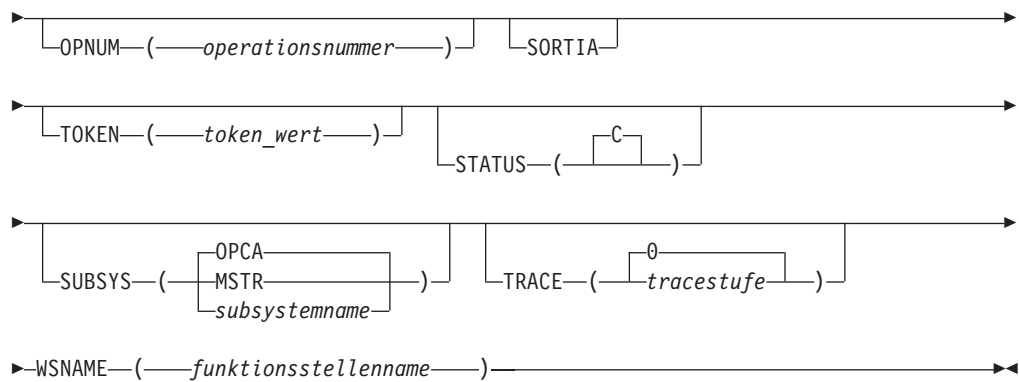 OPNUM ( operationsnummer ) SORTIA
TOKEN ( token_wert )
C
STATUS ( )
OPCA
0
SUBSYS ( MSTR )
TRACE ( tracestufe )
subsystemname
WSNAME ( funktionsstellenname )